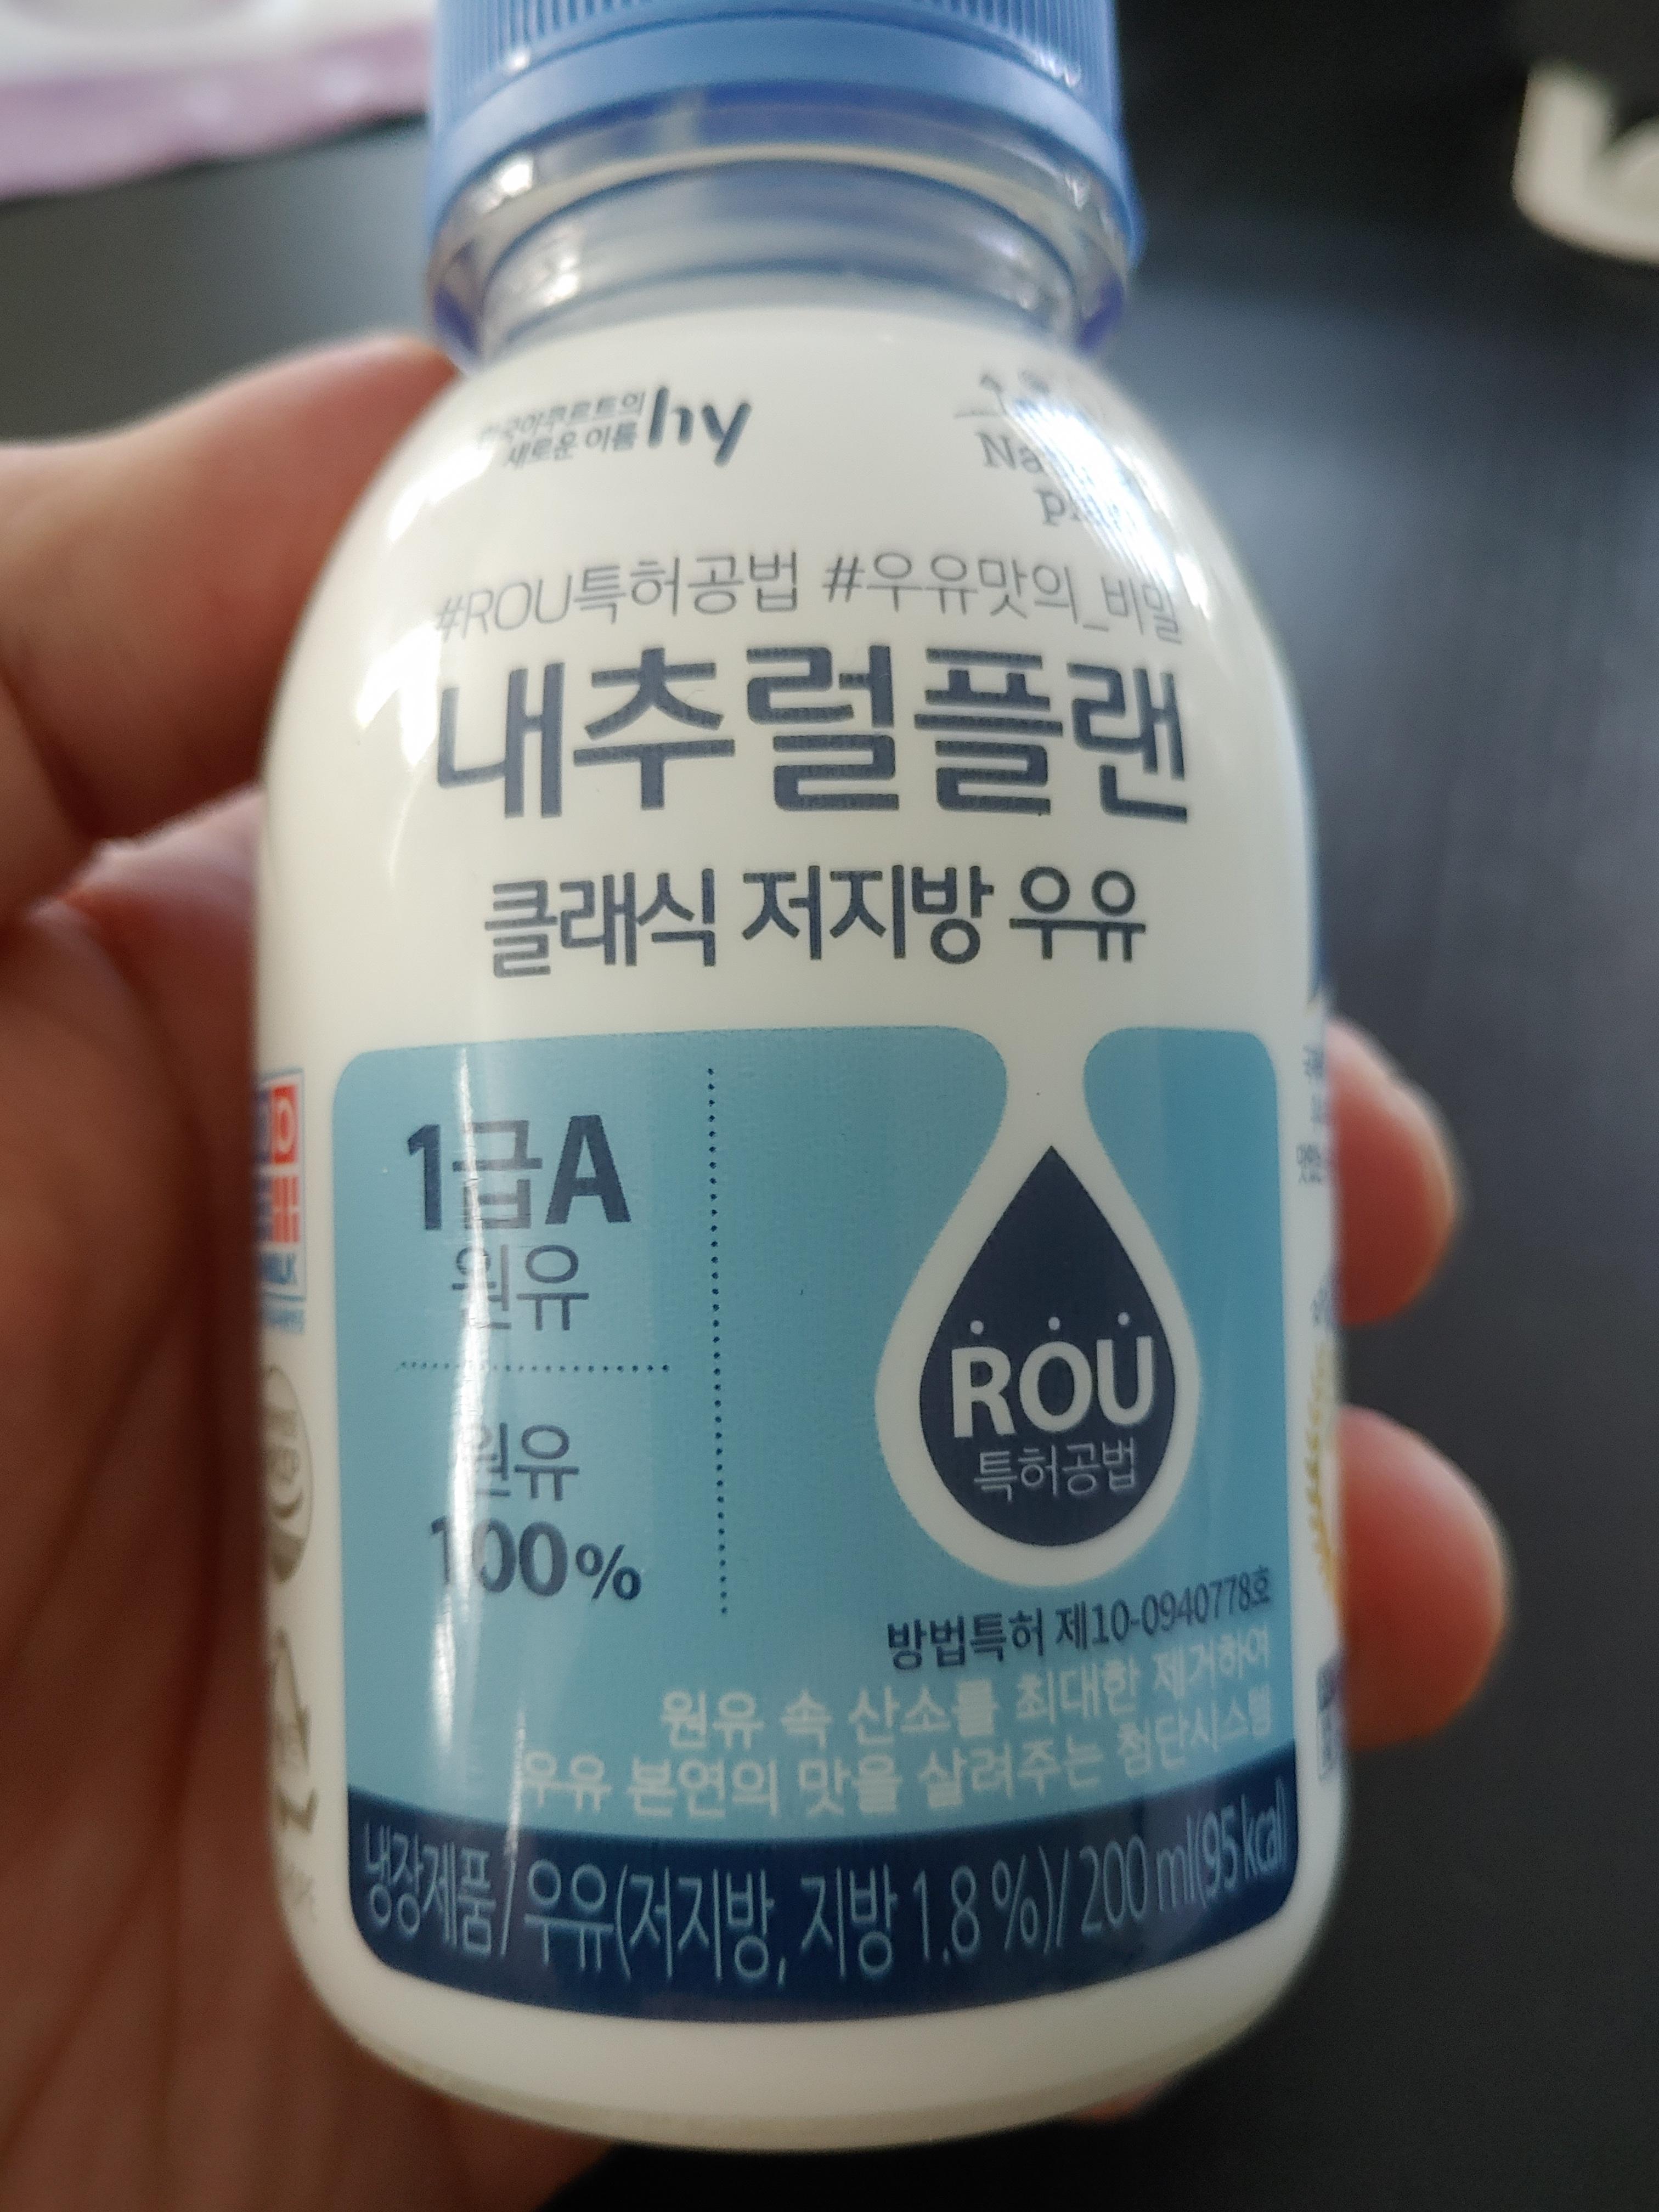 한국야쿠르트의
새로운 이름 hy
#ROU특허공법 #우유맛의_비밀
내추럴플랜
클래식 저지방 우유
1급A
원유
원유
100%
ROU
특허공법
방법특허 제10-0940778호
원유 속 산소를 최대한 제거하여
우유 본연의 맛을 살려주는 첨단시스템
냉장제품 / 우유(저지방, 지방 1.8 %)/ 200 ml(95 kcal)